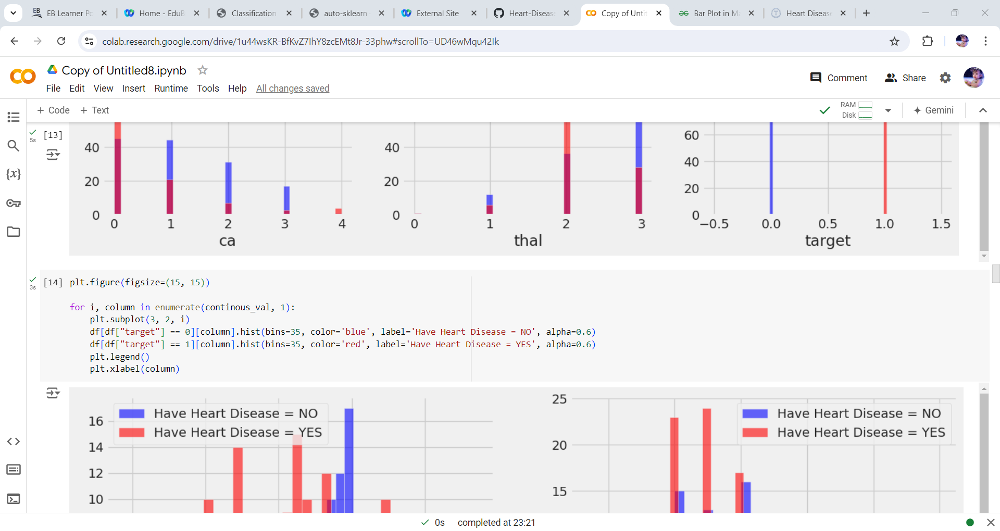 EB Learner Po
Home - EduB
Classification
auto-sklearn
External Site
Heart-Disease
Copy of Untit
Bar Plot in Ma
Heart Disease
colab.research.google.com/drive/1u44wsKR-BfKvZ7IhY8zcEMt8Jr-33phw#scrollTo=UD46wMqu42Ik
Copy of Untitled8.ipynb
Comment
Share
File Edit View Insert Runtime Tools Help All changes saved
+ Code + Text
RAM
Disk
Gemini
[13]
5s
40
20
0
0 1 2 3 4
ca
40
20
0
0 1 2 3
thal
60
40
20
0
−0.5 0.0 0.5 1.0 1.5
target
[14]
3s
plt.figure(figsize=(15, 15))
for i, column in enumerate(continous_val, 1):
    plt.subplot(3, 2, i)
    df[df["target"] == 0][column].hist(bins=35, color='blue', label='Have Heart Disease = NO', alpha=0.6)
    df[df["target"] == 1][column].hist(bins=35, color='red', label='Have Heart Disease = YES', alpha=0.6)
    plt.legend()
    plt.xlabel(column)
Have Heart Disease = NO
Have Heart Disease = YES
16
14
12
10
25
20
15
Have Heart Disease = NO
Have Heart Disease = YES
0s completed at 23:21